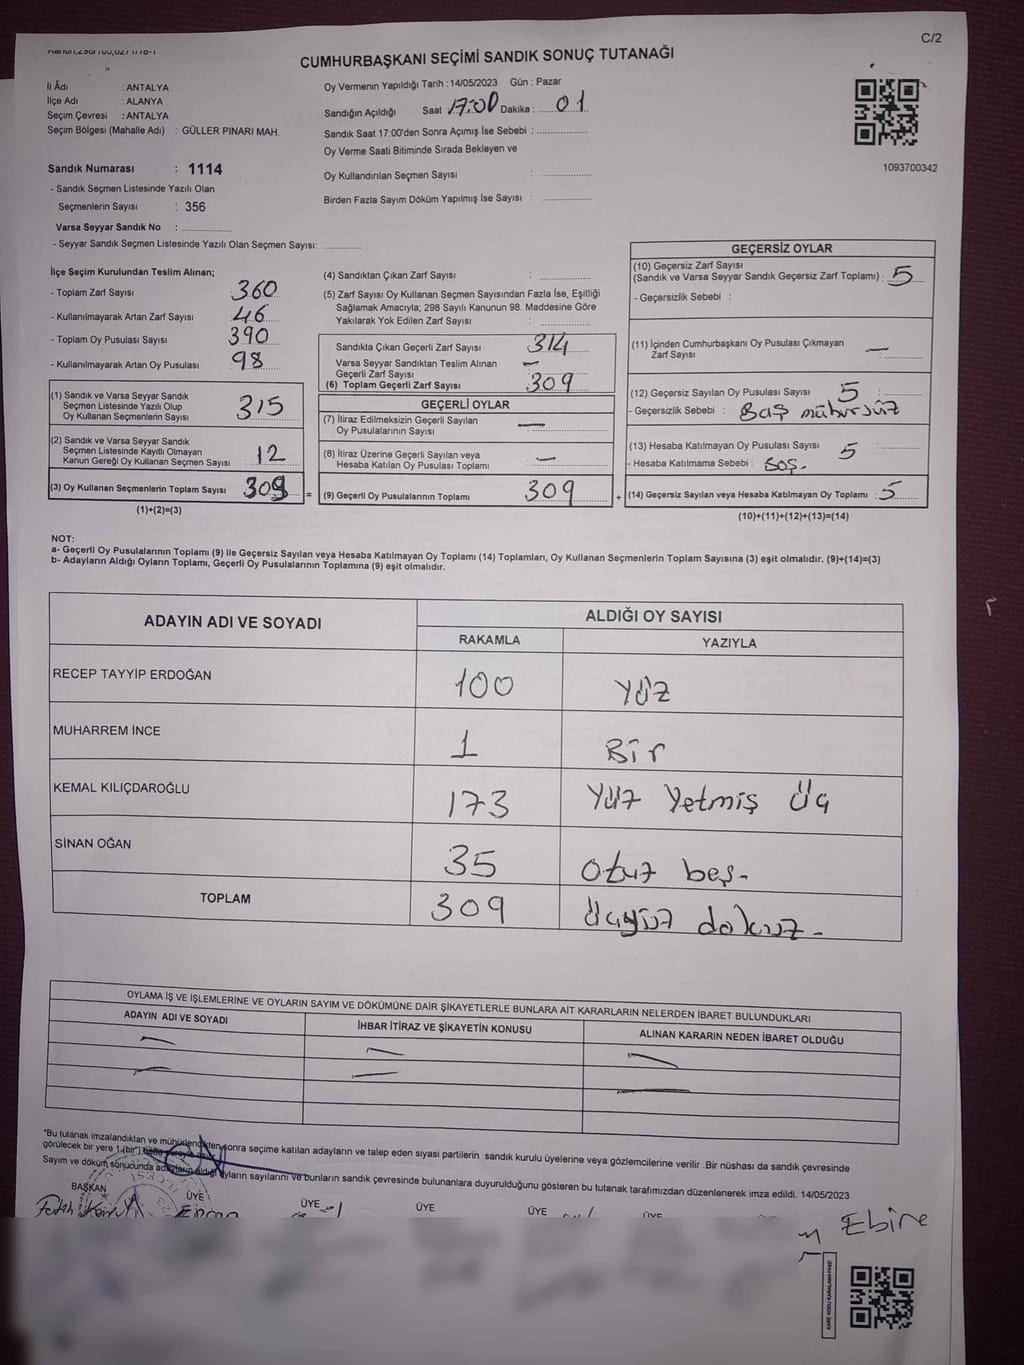 C/2
CUMHURBAŞKANI SEÇİMİ SANDIK SONUÇ TUTANAĞI
İl Adı : ANTALYA
İlçe Adı : ALANYA
Seçim Çevresi : ANTALYA
Seçim Bölgesi (Mahalle Adı) : GÜLLER PINARI MAH.
Oy Vermenin Yapıldığı Tarih : 14/05/2023 Gün : Pazar
Sandığın Açıldığı Saat 17:00 Dakika : 01
Sandık Saat 17:00'den Sonra Açımış İse Sebebi :
Oy Verme Saati Bitiminde Sırada Bekleyen ve
Oy Kullandırılan Seçmen Sayısı :
Birden Fazla Sayım Döküm Yapılmış İse Sayısı :
1093700342
Sandık Numarası : 1114
- Sandık Seçmen Listesinde Yazılı Olan
Seçmenlerin Sayısı : 356
Varsa Seyyar Sandık No :
- Seyyar Sandık Seçmen Listesinde Yazılı Olan Seçmen Sayısı:
İlçe Seçim Kurulundan Teslim Alınan;
- Toplam Zarf Sayısı 360
- Kullanılmayarak Artan Zarf Sayısı 46
- Toplam Oy Pusulası Sayısı 390
- Kullanılmayarak Artan Oy Pusulası 98
(1) Sandık ve Varsa Seyyar Sandık
Seçmen Listesinde Yazılı Olup
Oy Kullanan Seçmenlerin Sayısı 315
(2) Sandık ve Varsa Seyyar Sandık
Seçmen Listesinde Kayıtlı Olmayan
Kanun Gereği Oy Kullanan Seçmen Sayısı 12
(3) Oy Kullanan Seçmenlerin Toplam Sayısı 309 =
(1)+(2)=(3)
(4) Sandıktan Çıkan Zarf Sayısı :
(5) Zarf Sayısı Oy Kullanan Seçmen Sayısından Fazla İse, Eşitliği
Sağlamak Amacıyla; 298 Sayılı Kanunun 98. Maddesine Göre
Yakılarak Yok Edilen Zarf Sayısı :
Sandıkta Çıkan Geçerli Zarf Sayısı 314
Varsa Seyyar Sandıktan Teslim Alınan
Geçerli Zarf Sayısı —
(6) Toplam Geçerli Zarf Sayısı 309
GEÇERLİ OYLAR
(7) İtiraz Edilmeksizin Geçerli Sayılan
Oy Pusulalarının Sayısı —
(8) İtiraz Üzerine Geçerli Sayılan veya
Hesaba Katılan Oy Pusulası Toplamı —
(9) Geçerli Oy Pusulalarının Toplamı 309 +
GEÇERSİZ OYLAR
(10) Geçersiz Zarf Sayısı
(Sandık ve Varsa Seyyar Sandık Geçersiz Zarf Toplamı) : 5
- Geçersizlik Sebebi :
(11) İçinden Cumhurbaşkanı Oy Pusulası Çıkmayan
Zarf Sayısı —
(12) Geçersiz Sayılan Oy Pusulası Sayısı 5
- Geçersizlik Sebebi : Baş mühürsüz
(13) Hesaba Katılmayan Oy Pusulası Sayısı 5
- Hesaba Katılmama Sebebi : Boş.
(14) Geçersiz Sayılan veya Hesaba Katılmayan Oy Toplamı : 5
(10)+(11)+(12)+(13)=(14)
NOT:
a- Geçerli Oy Pusulalarının Toplamı (9) ile Geçersiz Sayılan veya Hesaba Katılmayan Oy Toplamı (14) Toplamları, Oy Kullanan Seçmenlerin Toplam Sayısına (3) eşit olmalıdır. (9)+(14)=(3)
b- Adayların Aldığı Oyların Toplamı, Geçerli Oy Pusulalarının Toplamına (9) eşit olmalıdır.
ADAYIN ADI VE SOYADI
ALDIĞI OY SAYISI
RAKAMLA YAZIYLA
RECEP TAYYİP ERDOĞAN 100 Yüz
MUHARREM İNCE 1 Bir
KEMAL KILIÇDAROĞLU 173 Yüz Yetmiş Üç
SİNAN OĞAN 35 Otuz beş.
TOPLAM 309 Üçyüz dokuz.
OYLAMA İŞ VE İŞLEMLERİNE VE OYLARIN SAYIM VE DÖKÜMÜNE DAİR ŞİKAYETLERLE BUNLARA AİT KARARLARIN NELERDEN İBARET BULUNDUKLARI
ADAYIN ADI VE SOYADI İHBAR İTİRAZ VE ŞİKAYETİN KONUSU ALINAN KARARIN NEDEN İBARET OLDUĞU
"Bu tutanak imzalandıktan ve mühürlendikten sonra seçime katılan adayların ve talep eden siyasi partilerin sandık kurulu üyelerine veya gözlemcilerine verilir .Bir nüshası da sandık çevresinde
görülecek bir yere 1.(bir) hafta süreyle
Sayım ve döküm sonucunda adayların aldığı oyların sayılarını ve bunların sandık çevresinde bulunanlara duyurulduğunu gösteren bu tutanak tarafımızdan düzenlenerek imza edildi. 14/05/2023
BAŞKAN ÜYE ÜYE ÜYE ÜYE ÜYE
Fatih
Ebine